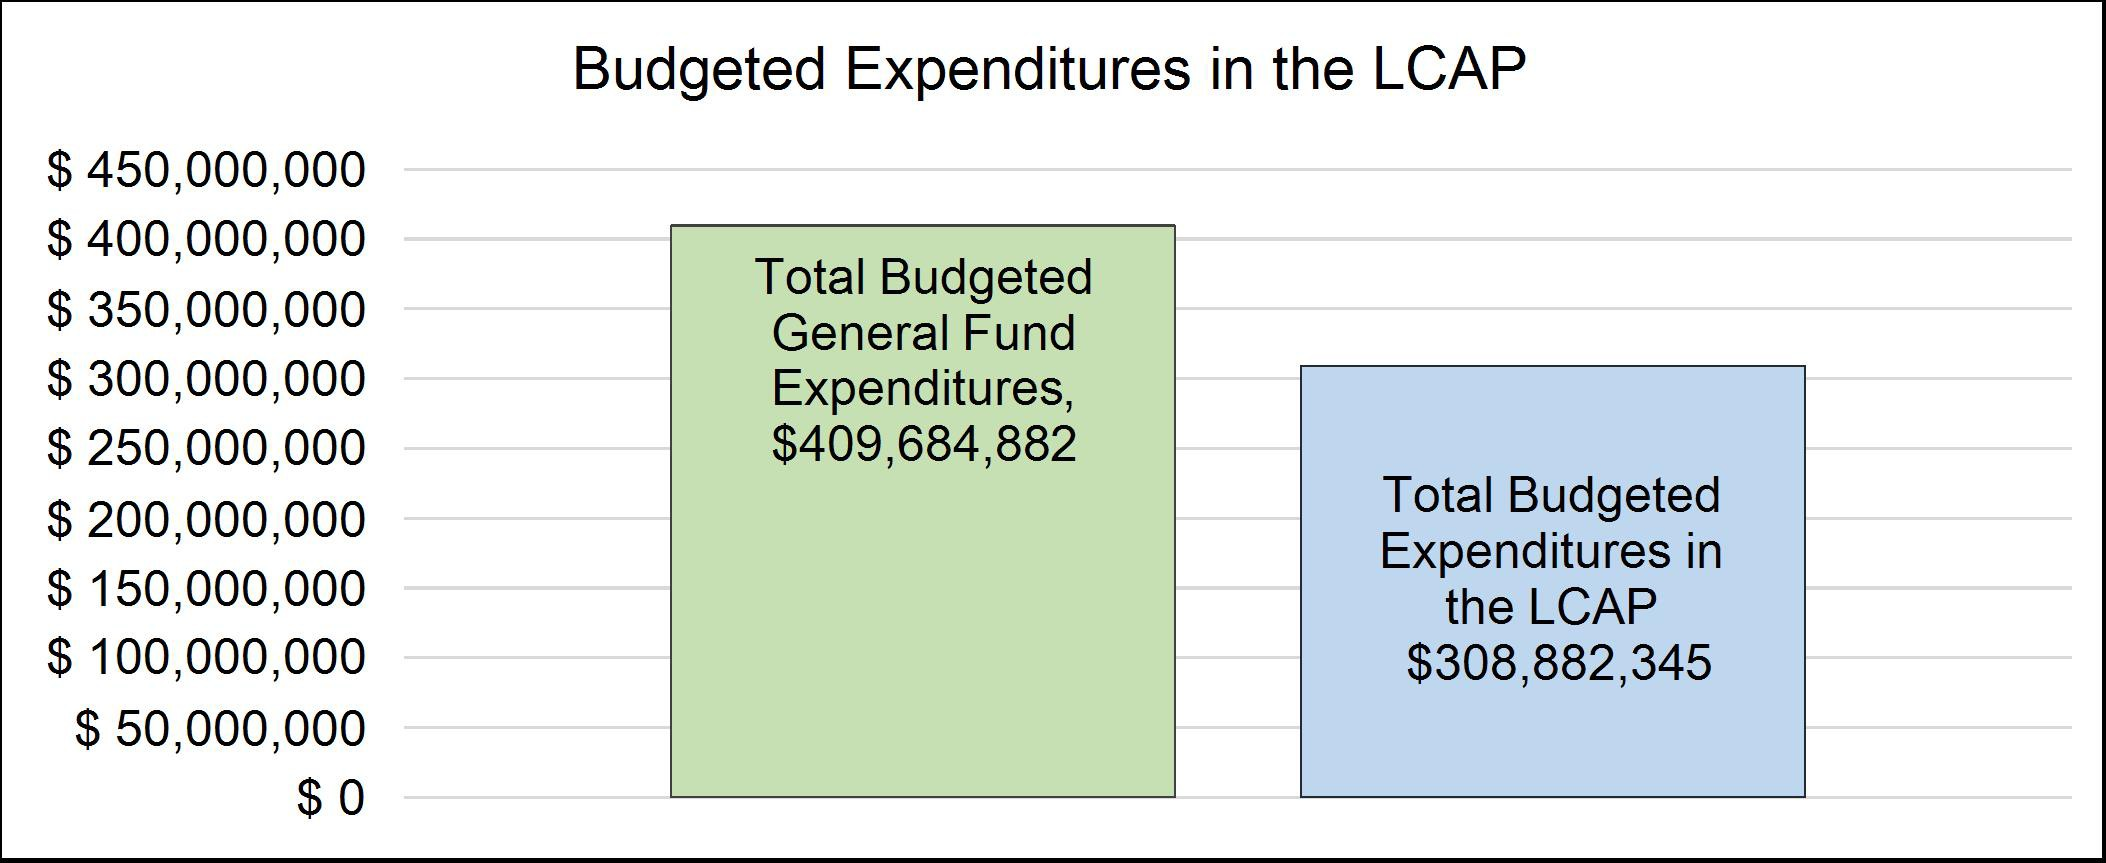 Budgeted Expenditures in the LCAP
$ 450,000,000
$ 400,000,000
$ 350,000,000
$ 300,000,000
$ 250,000,000
$ 200,000,000
$ 150,000,000
$ 100,000,000
$ 50,000,000
$ 0
Total Budgeted
General Fund
Expenditures,
$409,684,882
Total Budgeted
Expenditures in
the LCAP
$308,882,345